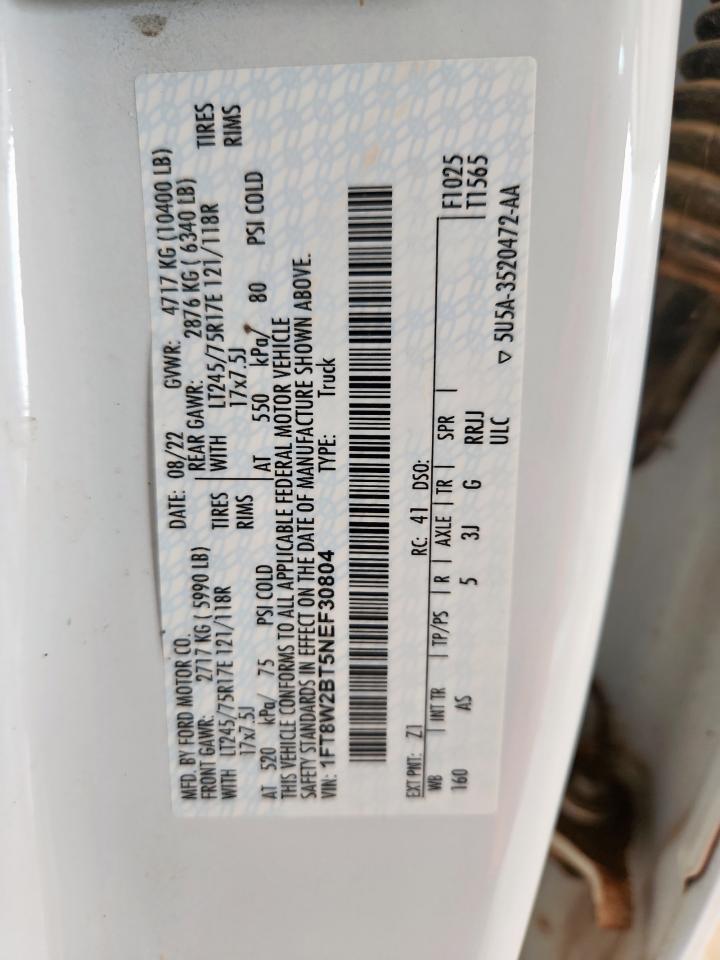 MFD. BY FORD MOTOR CO. DATE: 08/22 GVWR: 4717 KG (10400 LB)
FRONT GAWR: 2717 KG ( 5990 LB) REAR GAWR: 2876 KG ( 6340 LB)
WITH LT245/75R17E 121/118R TIRES WITH LT245/75R17E 121/118R TIRES
17x7.5J RIMS 17x7.5J RIMS
AT 520 kPa/ 75 PSI COLD AT 550 kPa/ 80 PSI COLD
THIS VEHICLE CONFORMS TO ALL APPLICABLE FEDERAL MOTOR VEHICLE
SAFETY STANDARDS IN EFFECT ON THE DATE OF MANUFACTURE SHOWN ABOVE.
VIN: 1FT8W2BT5NEF30804 TYPE: Truck
EXT PNT: Z1 RC: 41 DSO:
WB INT TR TP/PS R AXLE TR SPR F1025
160 AS 5 3J G RRJJ T1565
ULC ▽ 5U5A-3520472-AA